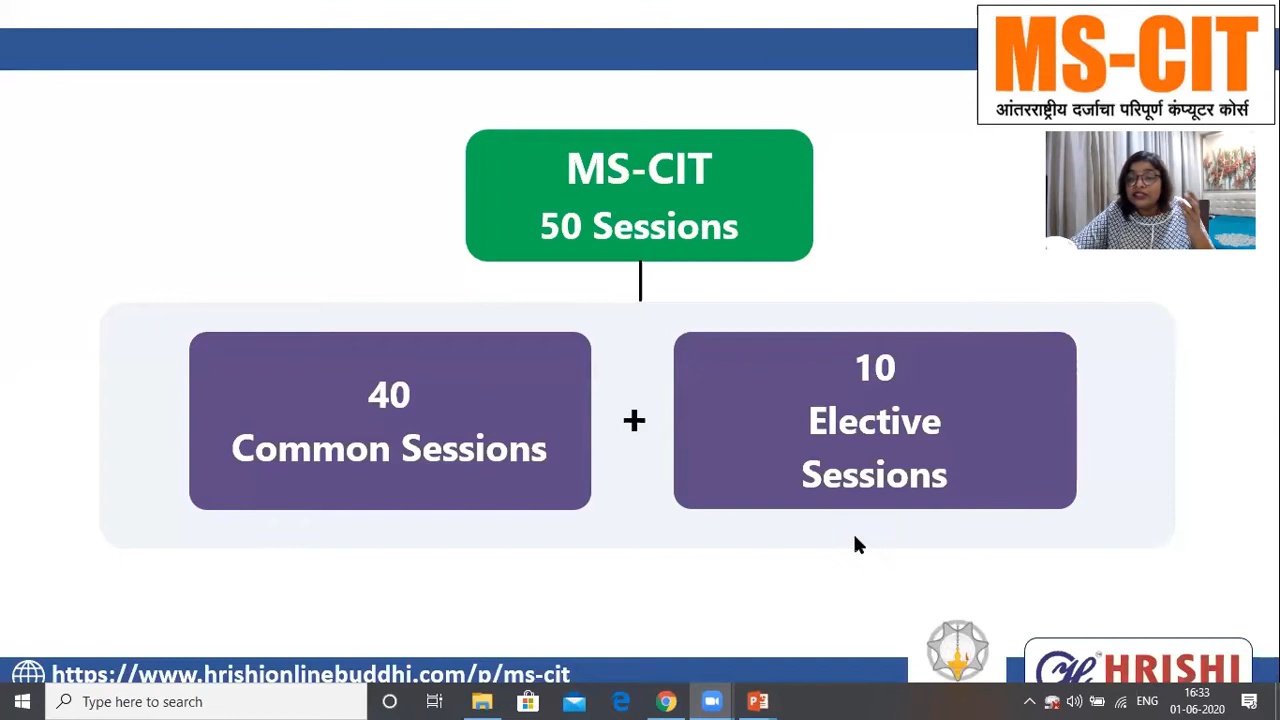 MS-CIT
आंतरराष्ट्रीय दर्जाचा परिपूर्ण कंप्यूटर कोर्स
MS-CIT
50 Sessions
40
Common Sessions
+
10
Elective
Sessions
https://www.hrishionlinebuddhi.com/p/ms-cit
HRISHI
Type here to search
ENG
16:33
01-06-2020